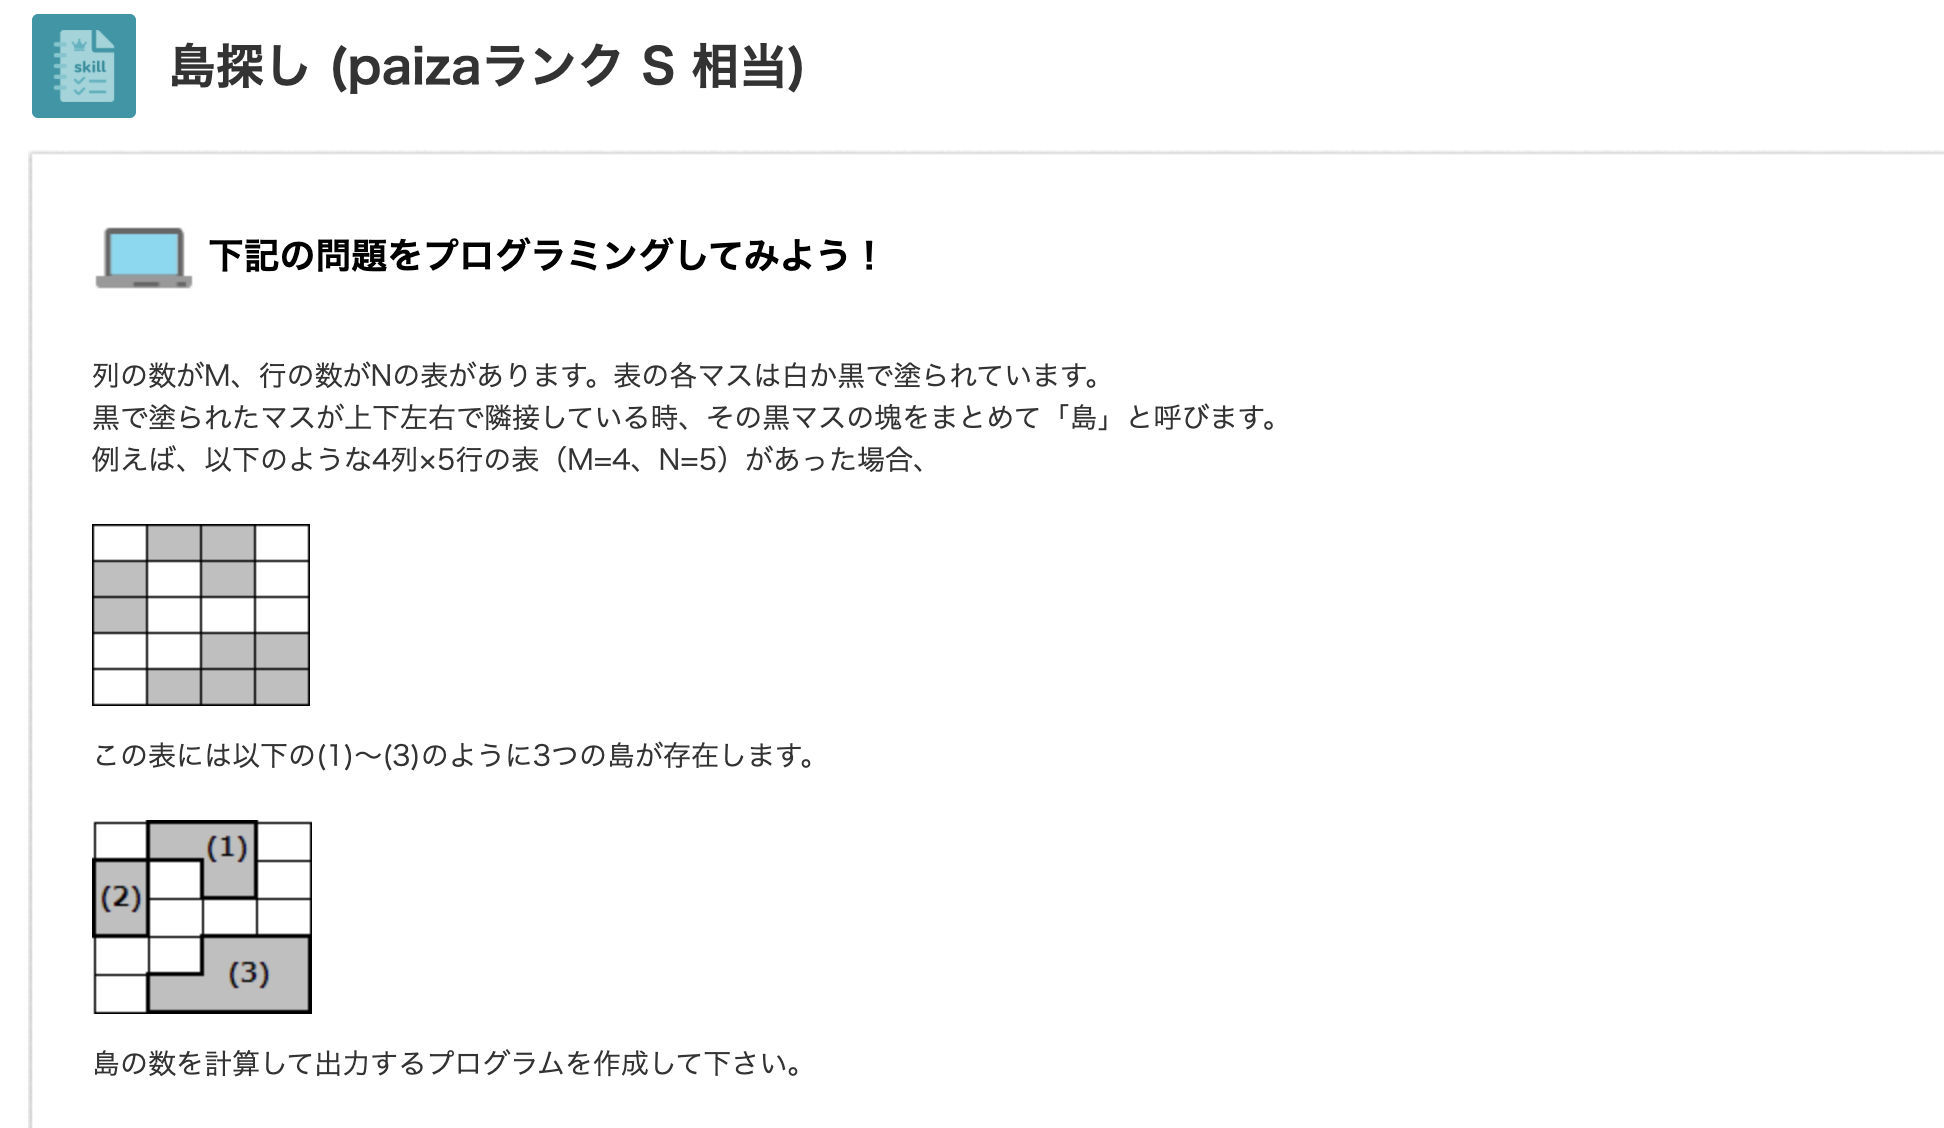 skill
島探し (paizaランク S 相当)
下記の問題をプログラミングしてみよう！
列の数がM、行の数がNの表があります。表の各マスは白か黒で塗られています。
黒で塗られたマスが上下左右で隣接している時、その黒マスの塊をまとめて「島」と呼びます。
例えば、以下のような4列×5行の表（M=4、N=5）があった場合、
この表には以下の(1)〜(3)のように3つの島が存在します。
(1)
(2)
(3)
島の数を計算して出力するプログラムを作成して下さい。